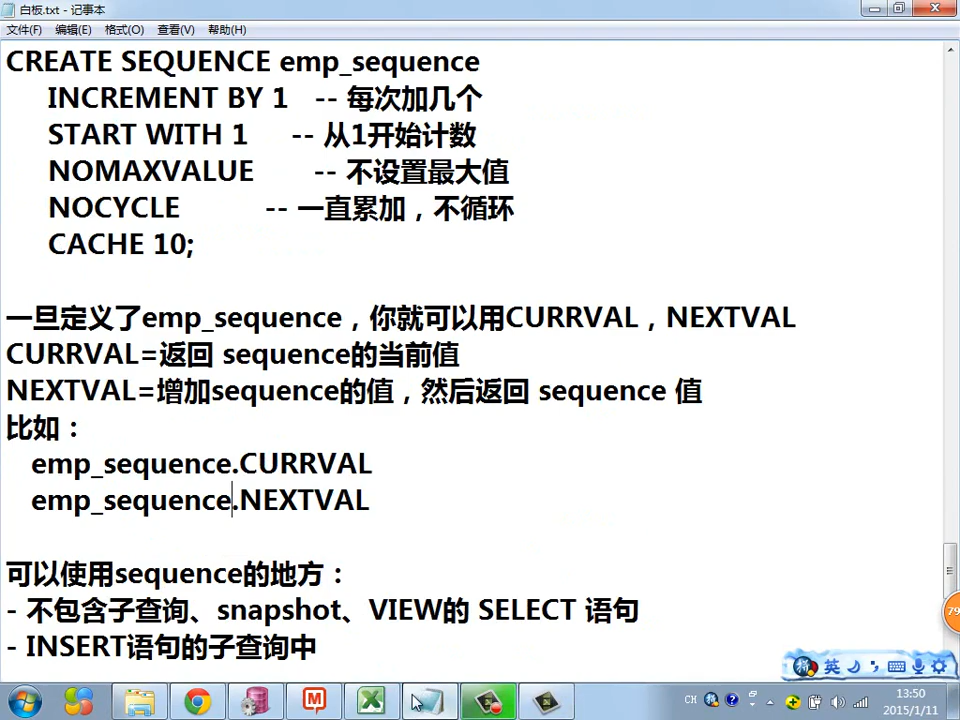 白板.txt - 记事本
文件(F) 编辑(E) 格式(O) 查看(V) 帮助(H)
CREATE SEQUENCE emp_sequence
INCREMENT BY 1 -- 每次加几个
START WITH 1 -- 从1开始计数
NOMAXVALUE -- 不设置最大值
NOCYCLE -- 一直累加，不循环
CACHE 10;
一旦定义了emp_sequence，你就可以用CURRVAL，NEXTVAL
CURRVAL=返回 sequence的当前值
NEXTVAL=增加sequence的值，然后返回 sequence 值
比如：
emp_sequence.CURRVAL
emp_sequence.NEXTVAL
可以使用sequence的地方：
- 不包含子查询、snapshot、VIEW的 SELECT 语句
- INSERT语句的子查询中
79
英
CH
13:50
2015/1/11